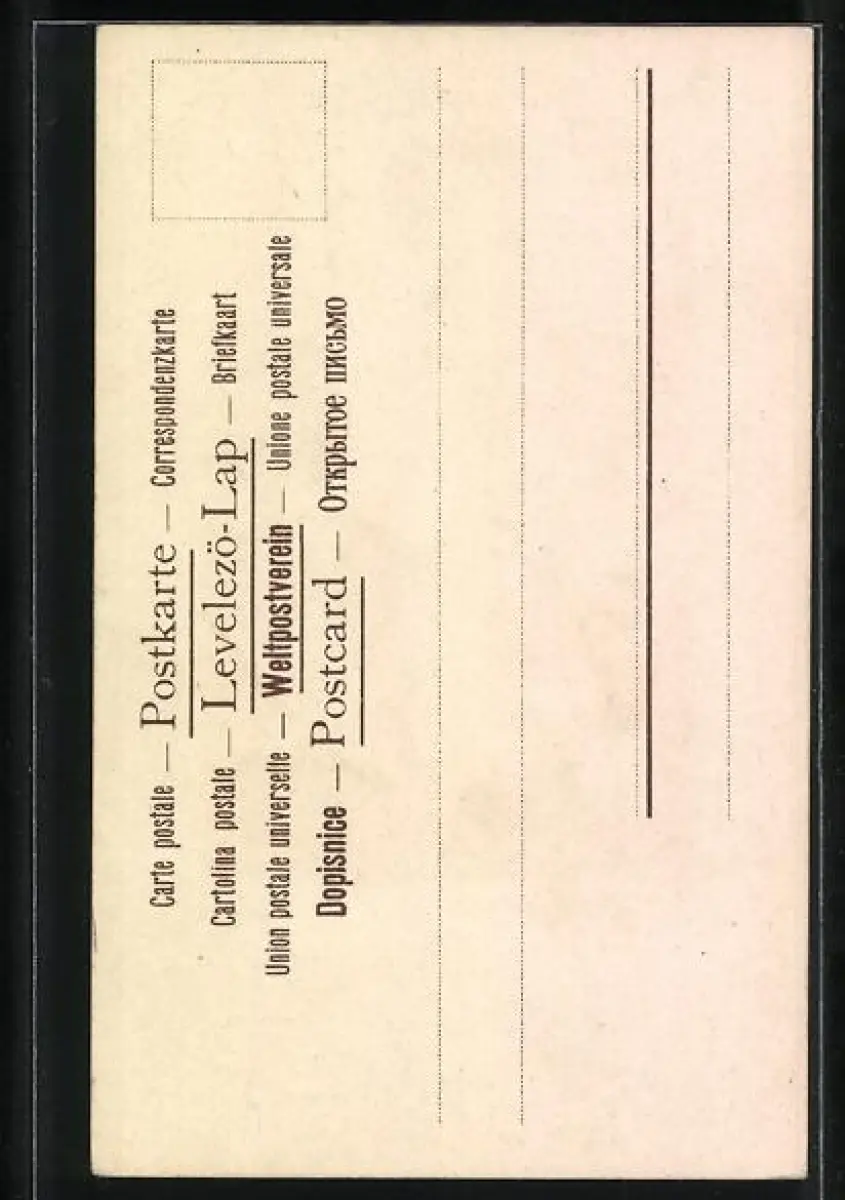 Carte postale — Postkarte — Correspondenzkarte
Cartolina postale — Levelezö-Lap — Briefkaart
Union postale universelle — Weltpostverein — Unione postale universale
Dopisnice — Postcard — Открытое письмо